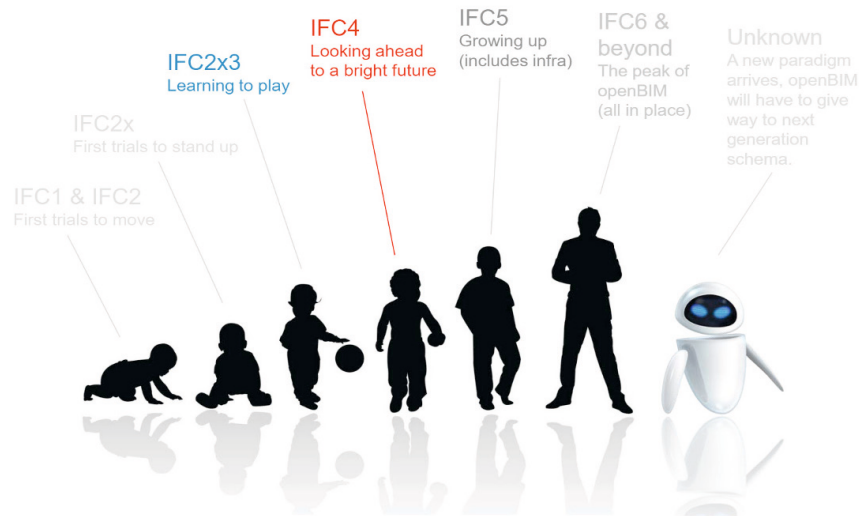 IFC1 & IFC2
First trials to move
IFC2x
First trials to stand up
IFC2x3
Learning to play
IFC4
Looking ahead
to a bright future
IFC5
Growing up
(includes infra)
IFC6 &
beyond
The peak of
openBIM
(all in place)
Unknown
A new paradigm
arrives, openBIM
will have to give
way to next
generation
schema.